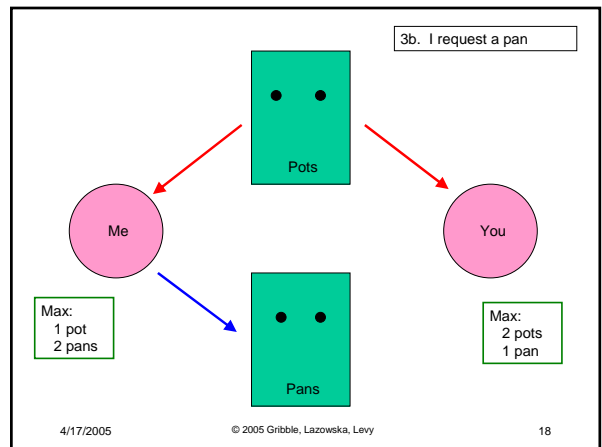 3b. I request a pan
Pots
Me
You
Max:
1 pot
2 pans
Max:
2 pots
1 pan
Pans
4/17/2005
© 2005 Gribble, Lazowska, Levy
18